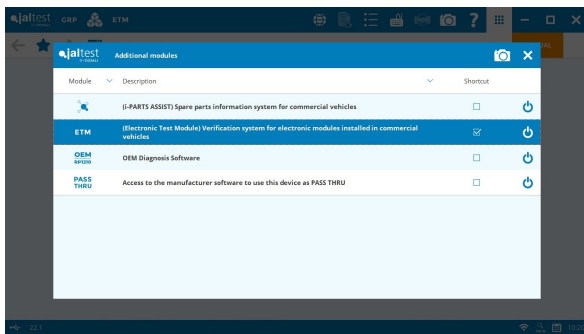 jaltest GRP ETM
jaltest Additional modules
Module Description Shortcut
(i-PARTS ASSIST) Spare parts information system for commercial vehicles
ETM (Electronic Test Module) Verification system for electronic modules installed in commercial
vehicles
OEM
RP1210 OEM Diagnosis Software
PASS
THRU Access to the manufacturer software to use this device as PASS THRU
22.1